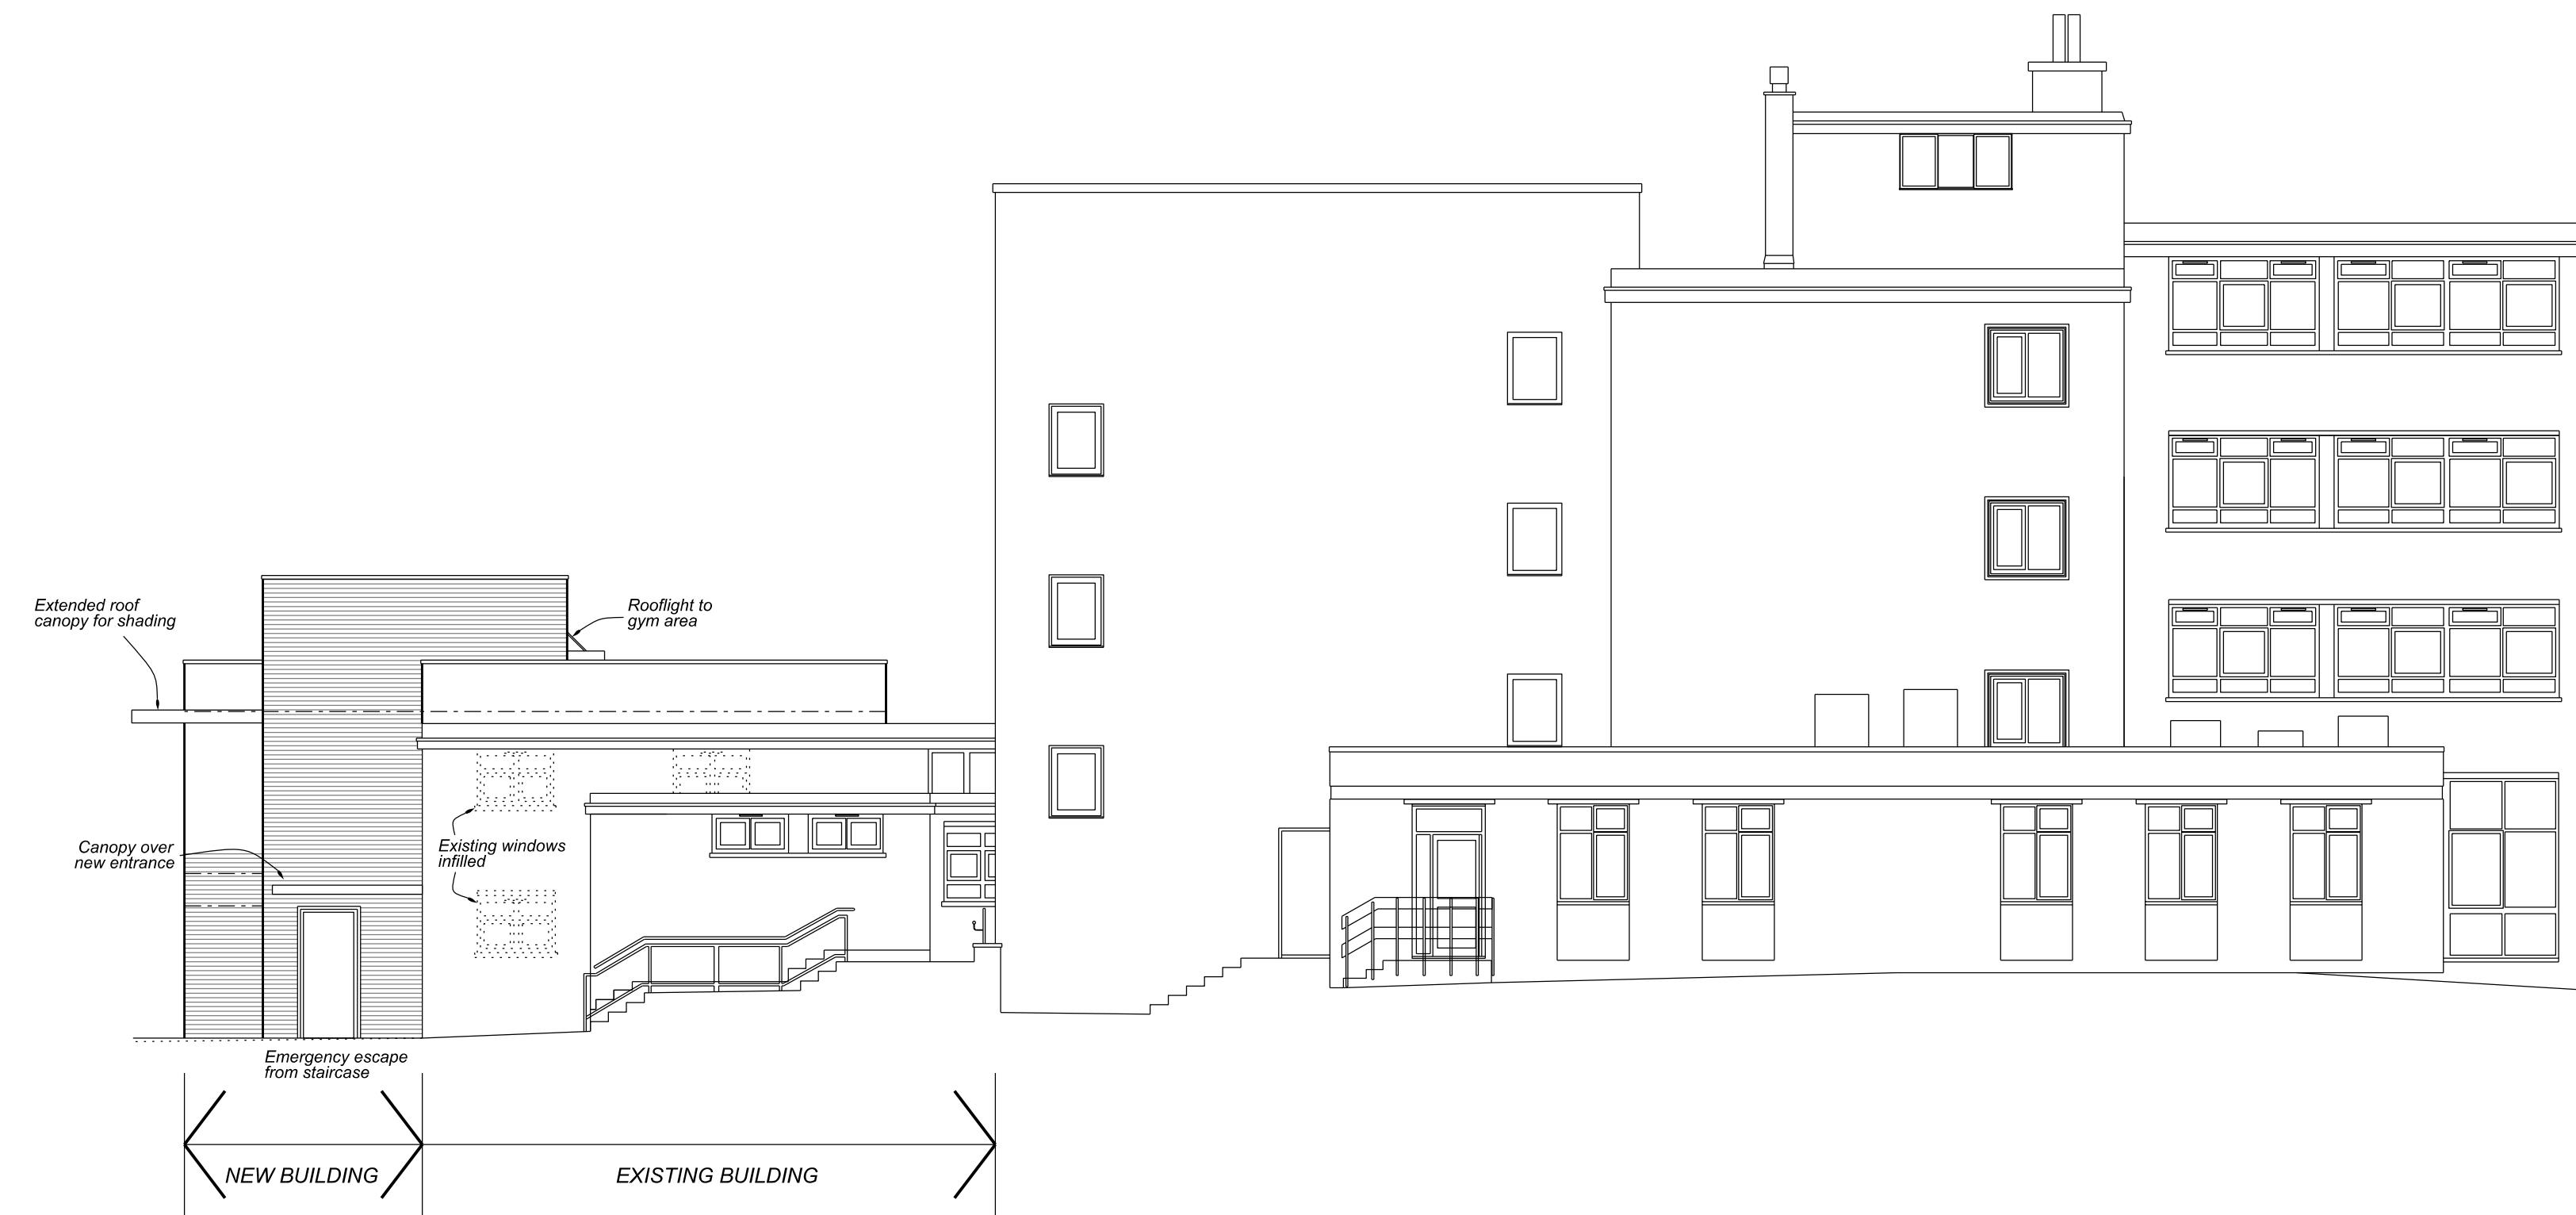 Extended roof
canopy for shading
Rooflight to
gym area
Canopy over
new entrance
Existing windows
infilled
Emergency escape
from staircase
NEW BUILDING
EXISTING BUILDING